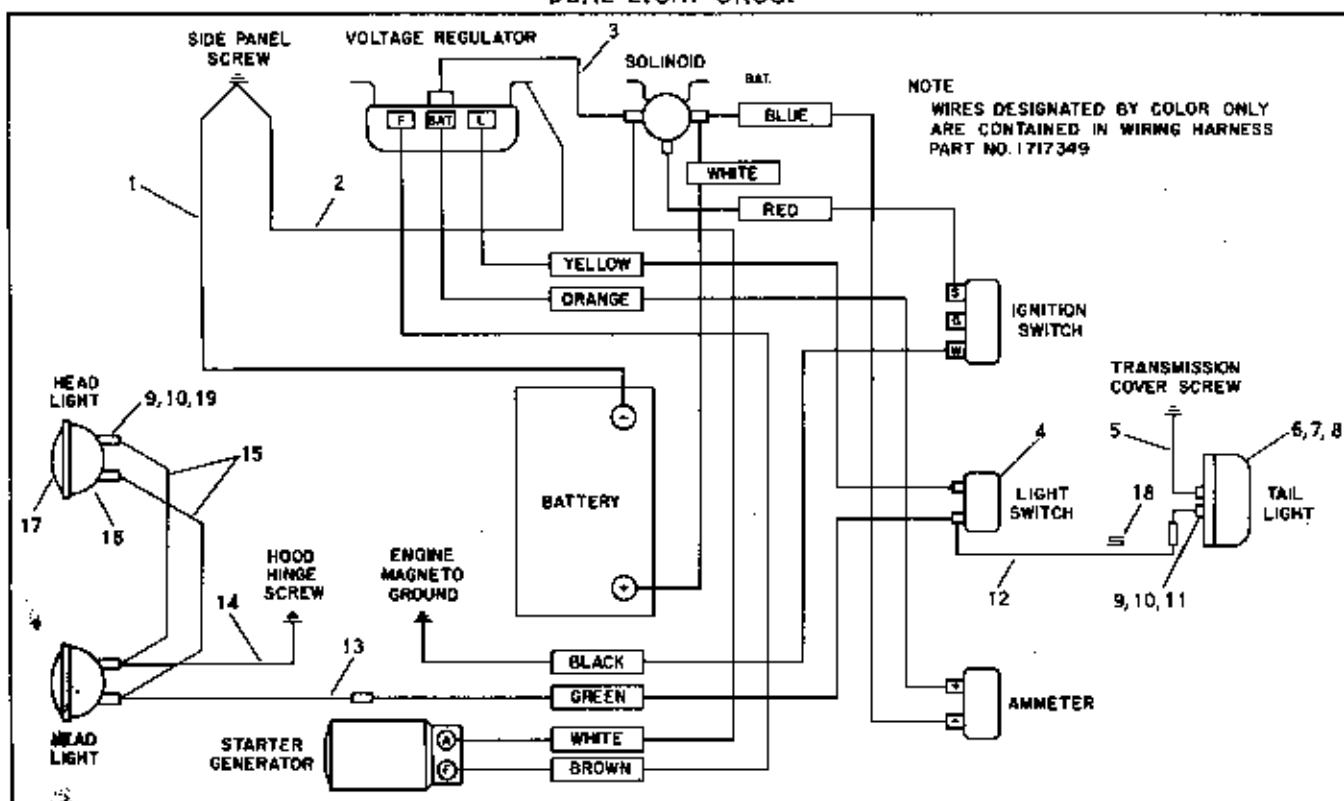 SIDE PANEL
SCREW
VOLTAGE REGULATOR
3
SOLINOID
BAT.
NOTE
WIRES DESIGNATED BY COLOR ONLY
ARE CONTAINED IN WIRING HARNESS
PART NO. 1717349
F
BAT
L
BLUE
WHITE
RED
1
2
YELLOW
ORANGE
S
G
W
IGNITION
SWITCH
HEAD
LIGHT
9, 10, 19
15
17
16
BATTERY
-
+
TRANSMISSION
COVER SCREW
5
4
6, 7, 8
LIGHT
SWITCH
18
TAIL
LIGHT
12
9, 10, 11
HOOD
HINGE
SCREW
14
ENGINE
MAGNETO
GROUND
13
BLACK
GREEN
WHITE
BROWN
+
-
AMMETER
HEAD
LIGHT
STARTER
GENERATOR
A
F